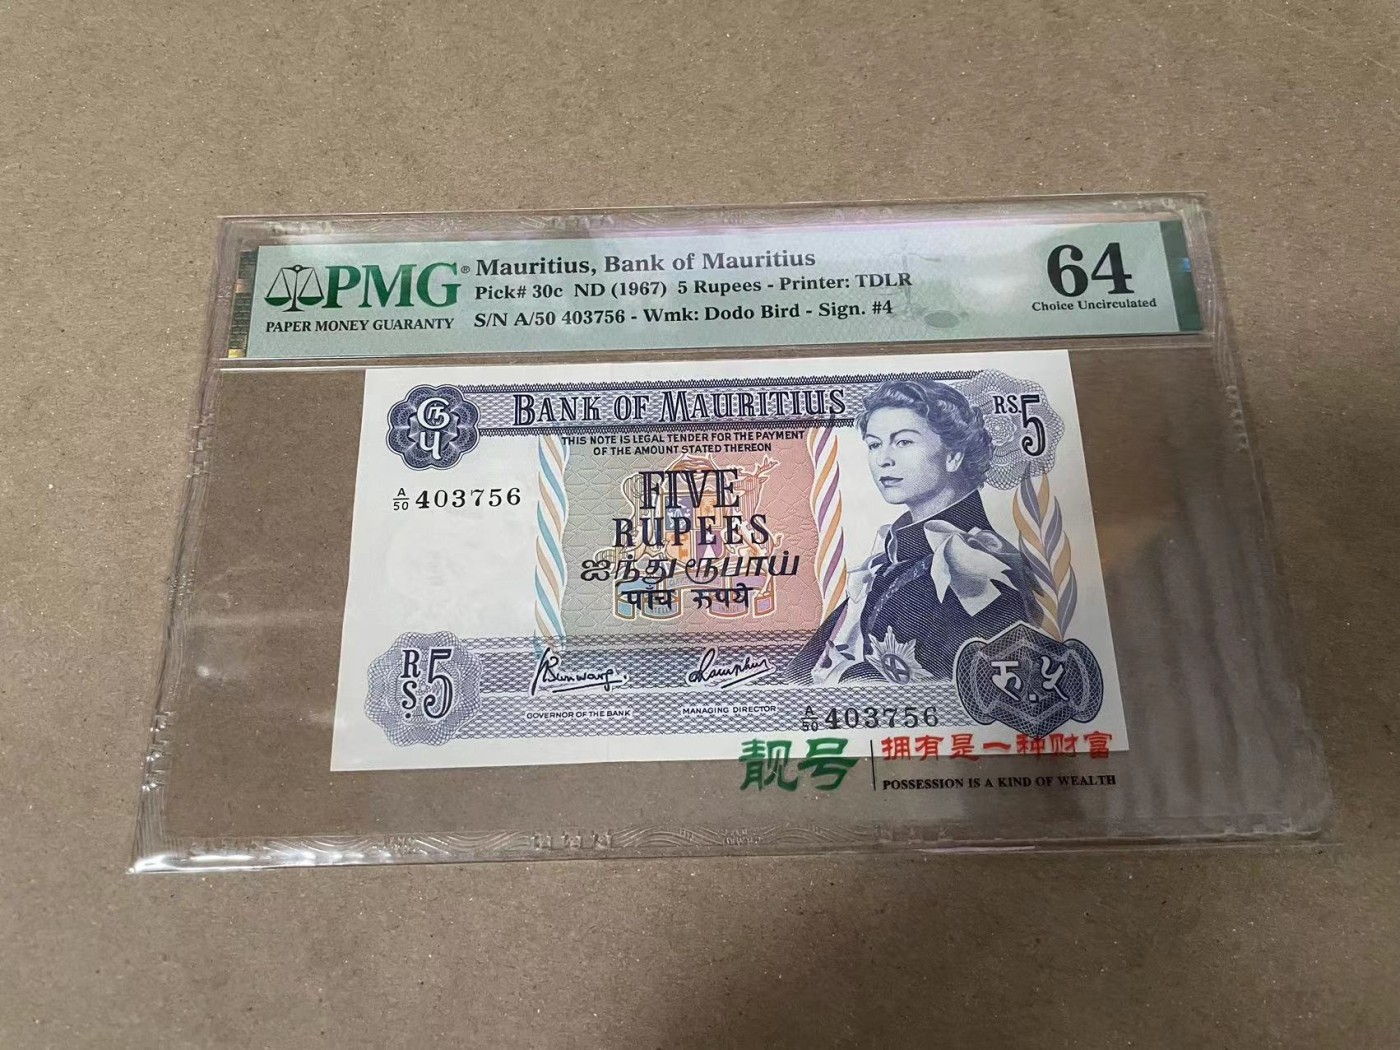 PMG®
PAPER MONEY GUARANTY
Mauritius, Bank of Mauritius
Pick# 30c ND (1967) 5 Rupees - Printer: TDLR
S/N A/50 403756 - Wmk: Dodo Bird - Sign. #4
64
Choice Uncirculated
ரூ
५
BANK OF MAURITIUS
RS.5
THIS NOTE IS LEGAL TENDER FOR THE PAYMENT
OF THE AMOUNT STATED THEREON
A/50 403756
FIVE
RUPEES
ஐந்து ரூபாய்
पाँच रूपये
RS.5
GOVERNOR OF THE BANK
MANAGING DIRECTOR
A/50 403756
रु.५
靓号
拥有是一种财富
POSSESSION IS A KIND OF WEALTH